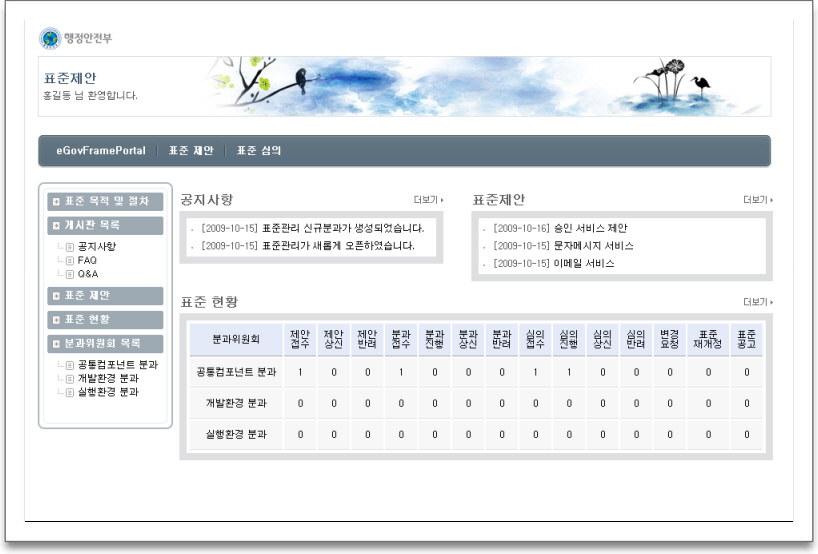 행정안전부
표준제안
홍길동 님 환영합니다.
eGovFramePortal | 표준 제안 | 표준 심의
표준 목적 및 절차
게시판 목록
공지사항
FAQ
Q&A
표준 제안
표준 현황
분과위원회 목록
공통컴포넌트 분과
개발환경 분과
실행환경 분과
공지사항 더보기
[2009-10-15] 표준관리 신규분과가 생성되었습니다.
[2009-10-15] 표준관리가 새롭게 오픈하였습니다.
표준제안 더보기
[2009-10-16] 승인 서비스 제안
[2009-10-15] 문자메시지 서비스
[2009-10-15] 이메일 서비스
표준 현황 더보기
분과위원회 제안접수 제안상신 제안반려 분과접수 분과진행 분과상신 분과반려 심의접수 심의진행 심의상신 심의반려 변경요청 표준재개정 표준공고
공통컴포넌트 분과 1 0 0 1 0 0 0 1 1 0 0 0 0 0
개발환경 분과 0 0 0 0 0 0 0 0 0 0 0 0 0 0
실행환경 분과 0 0 0 0 0 0 0 0 0 0 0 0 0 0